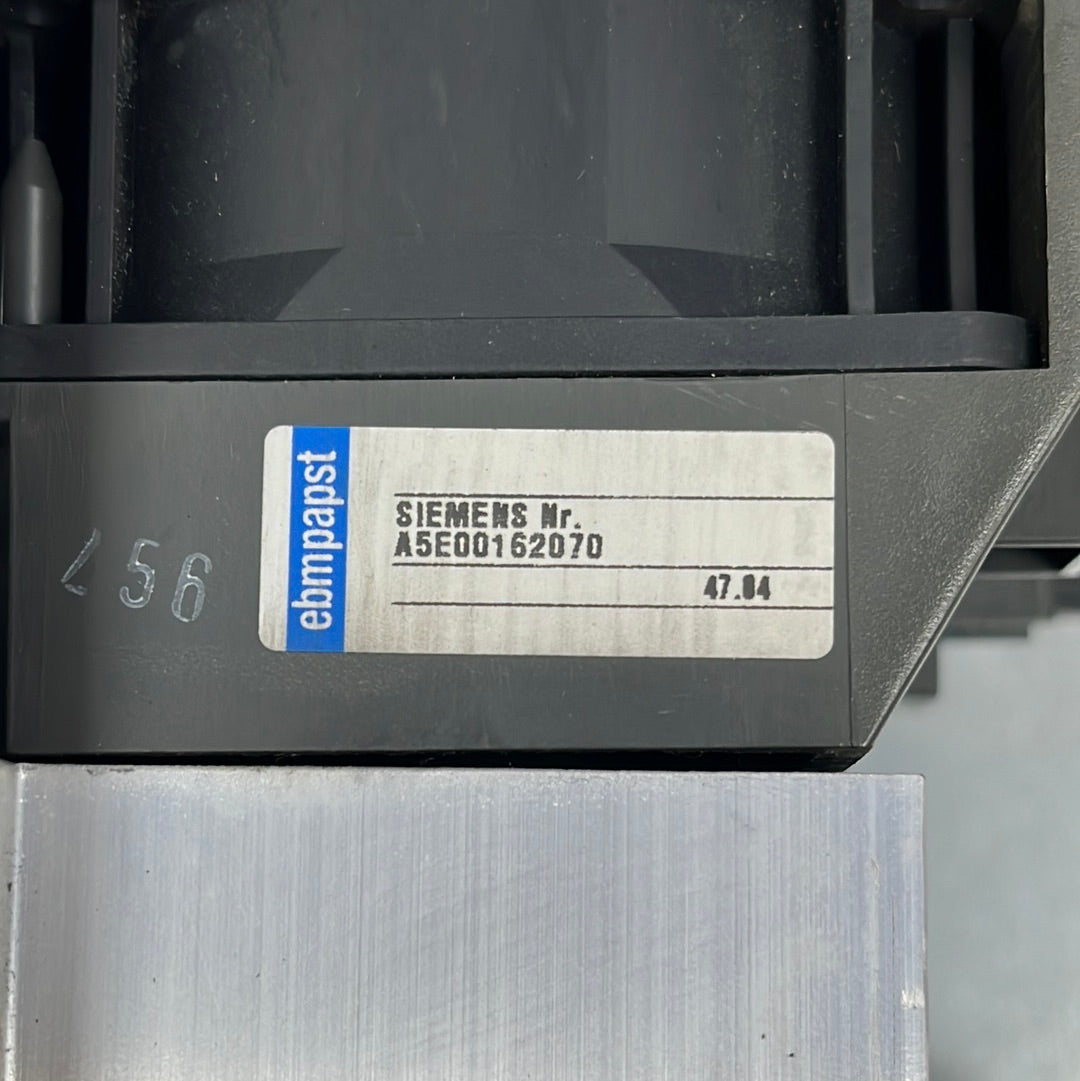 ebmpapst
SIEMENS Nr.
A5E00162070
47.04
56